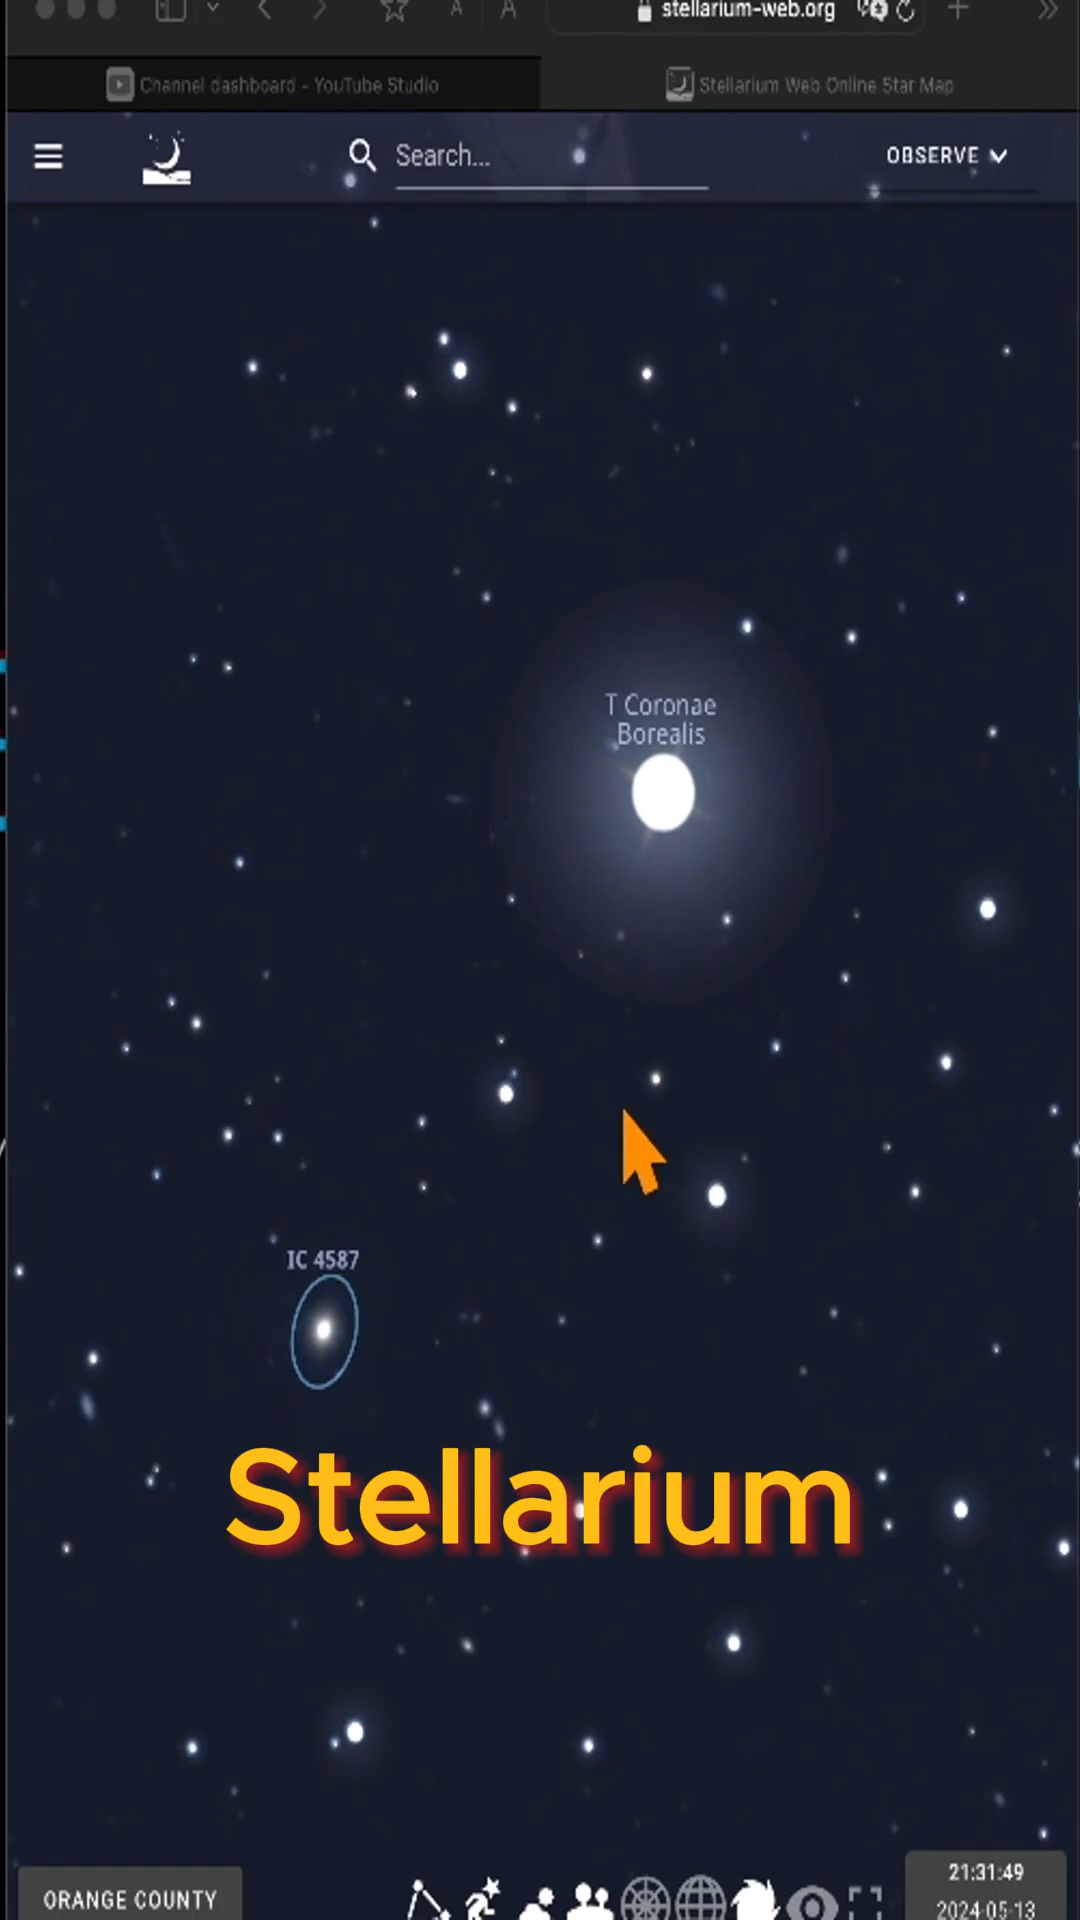 stellarium-web.org
A A
Channel dashboard - YouTube Studio
Stellarium Web Online Star Map
Search...
OBSERVE
T Coronae
Borealis
IC 4587
Stellarium
ORANGE COUNTY
21:31:49
2024-05-13